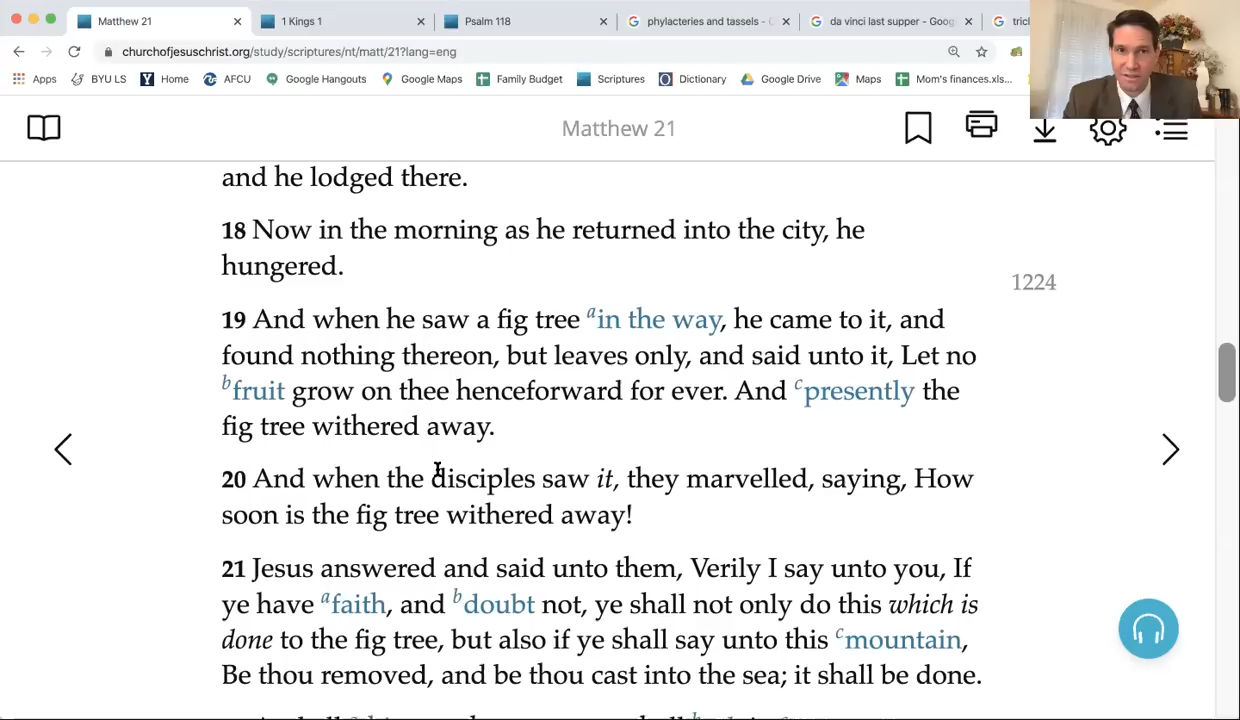 Matthew 21
1 Kings 1
Psalm 118
phylacteries and tassels -
da vinci last supper - Goog
churchofjesuschrist.org/study/scriptures/nt/matt/21?lang=eng
Apps BYU LS Home AFCU Google Hangouts Google Maps Family Budget Scriptures Dictionary Google Drive Maps Mom's finances.xls...
Matthew 21
and he lodged there.
18 Now in the morning as he returned into the city, he
hungered.
1224
19 And when he saw a fig tree a in the way, he came to it, and
found nothing thereon, but leaves only, and said unto it, Let no
b fruit grow on thee henceforward for ever. And c presently the
fig tree withered away.
20 And when the disciples saw it, they marvelled, saying, How
soon is the fig tree withered away!
21 Jesus answered and said unto them, Verily I say unto you, If
ye have a faith, and b doubt not, ye shall not only do this which is
done to the fig tree, but also if ye shall say unto this c mountain,
Be thou removed, and be thou cast into the sea; it shall be done.